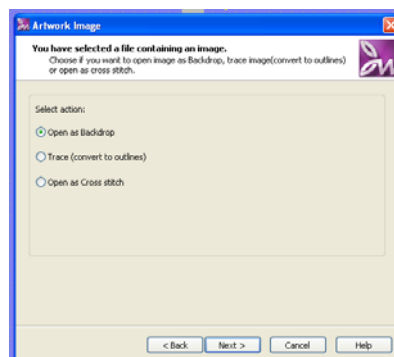 Artwork Image
You have selected a file containing an image.
Choose if you want to open image as Backdrop, trace image(convert to outlines)
or open as cross stitch.
Select action:
Open as Backdrop
Trace (convert to outlines)
Open as Cross stitch
< Back Next > Cancel Help